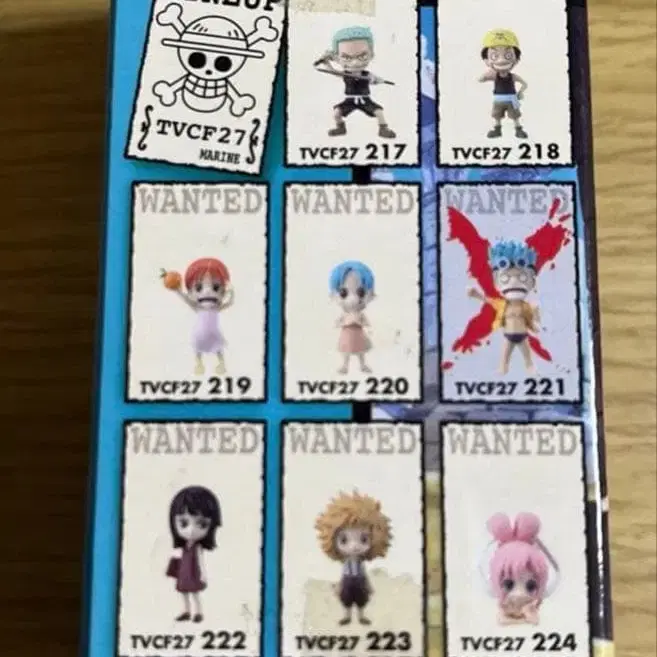 TVCF27
MARINE
TVCF27 217
TVCF27 218
WANTED
WANTED
WANTED
TVCF27 219
TVCF27 220
TVCF27 221
WANTED
WANTED
WANTED
TVCF27 222
TVCF27 223
TVCF27 224